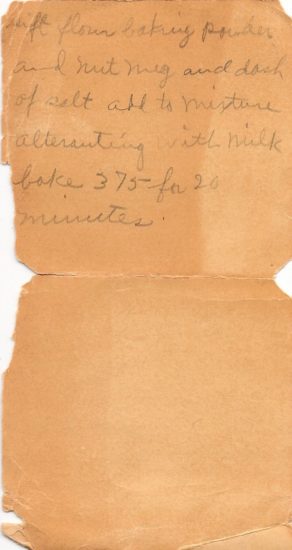 sift flour baking powder
and nut meg and dash
of salt add to mixture
alteranting with milk
bake 375 for 20
minutes.